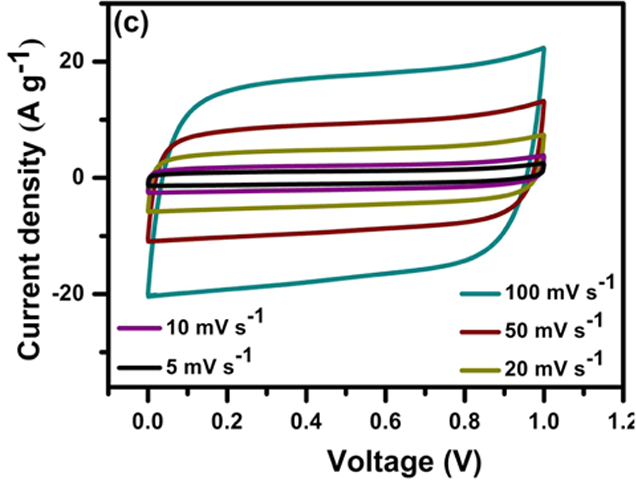 (c)
Current density (A g⁻¹)
20
0
-20
10 mV s⁻¹
5 mV s⁻¹
100 mV s⁻¹
50 mV s⁻¹
20 mV s⁻¹
0.0 0.2 0.4 0.6 0.8 1.0 1.2
Voltage (V)